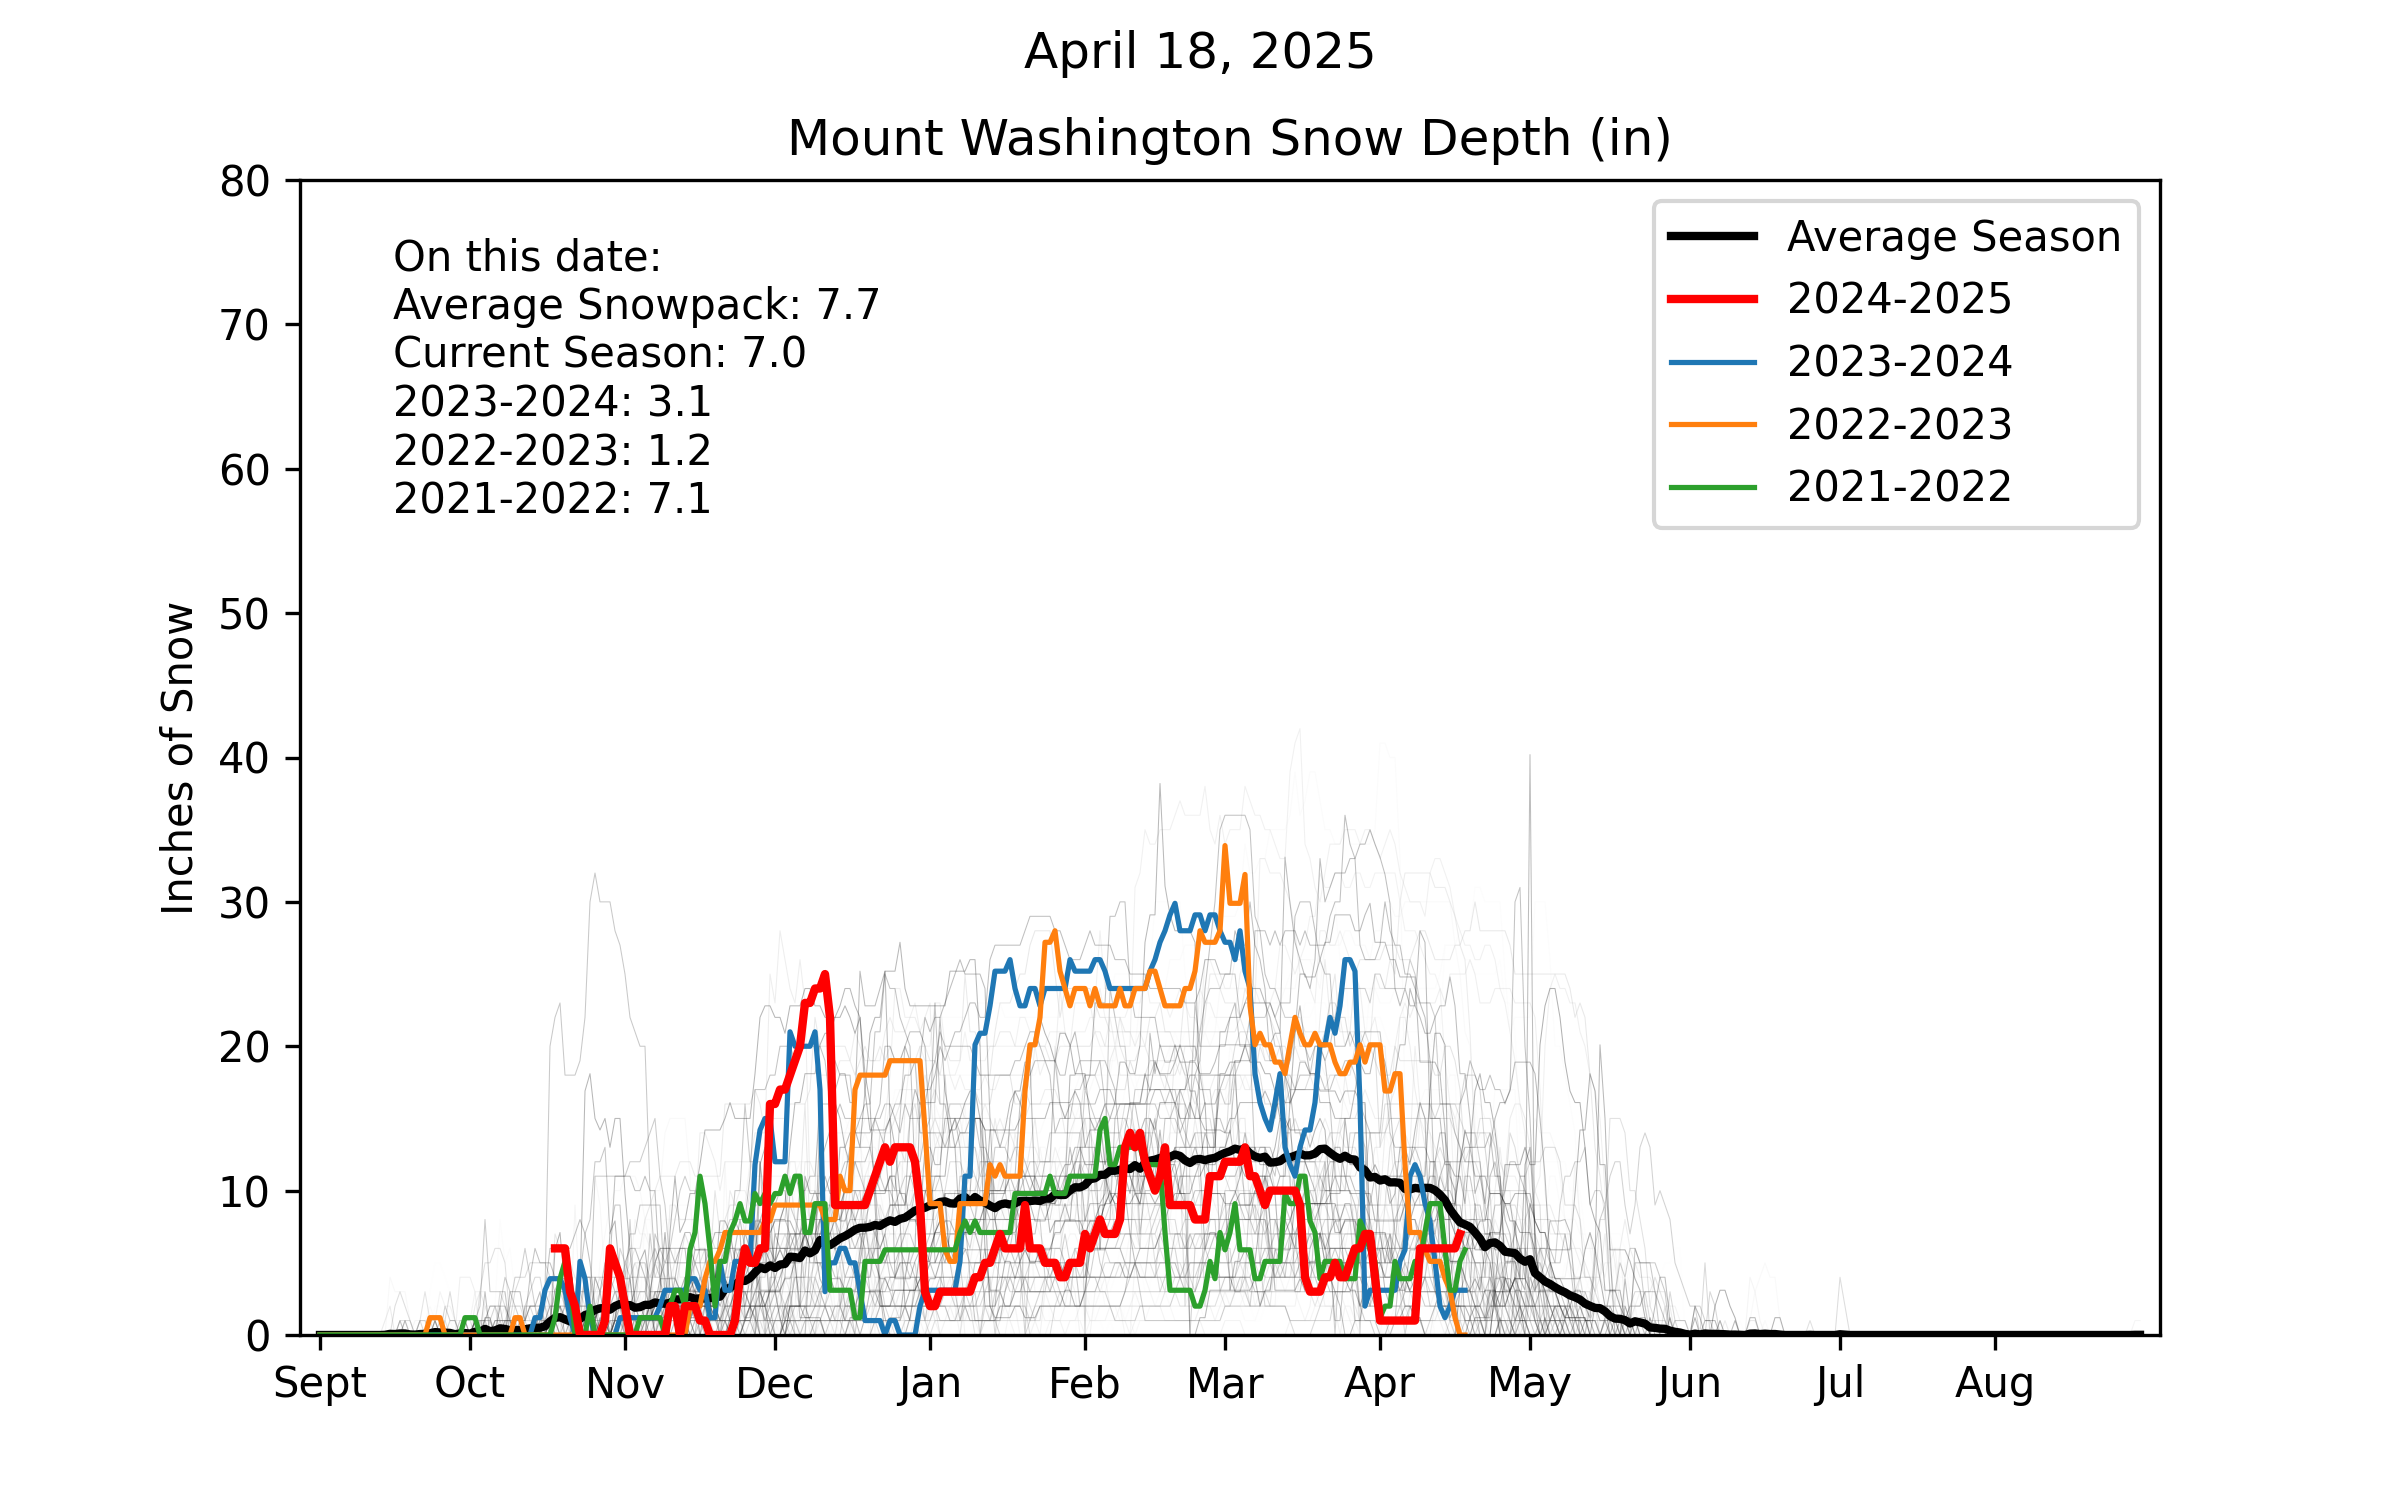 April 18, 2025
Mount Washington Snow Depth (in)
80
70
60
50
40
30
20
10
0
Inches of Snow
On this date:
Average Snowpack: 7.7
Current Season: 7.0
2023-2024: 3.1
2022-2023: 1.2
2021-2022: 7.1
Average Season
2024-2025
2023-2024
2022-2023
2021-2022
Sept Oct Nov Dec Jan Feb Mar Apr May Jun Jul Aug